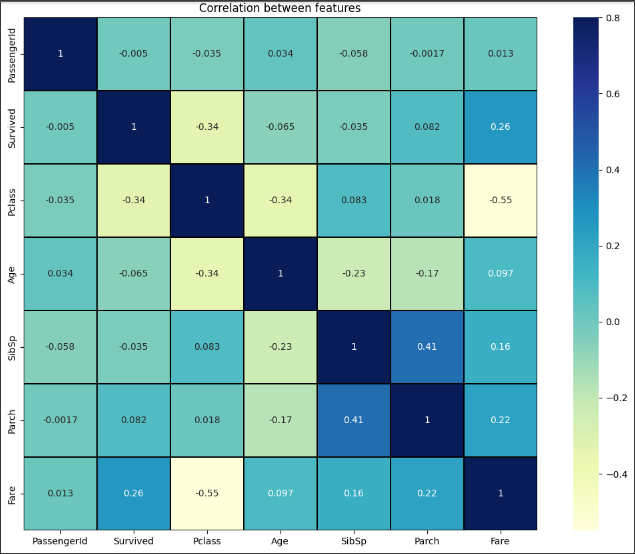 Correlation between features
PassengerId 1 -0.005 -0.035 0.034 -0.058 -0.0017 0.013
Survived -0.005 1 -0.34 -0.065 -0.035 0.082 0.26
Pclass -0.035 -0.34 1 -0.34 0.083 0.018 -0.55
Age 0.034 -0.065 -0.34 1 -0.23 -0.17 0.097
SibSp -0.058 -0.035 0.083 -0.23 1 0.41 0.16
Parch -0.0017 0.082 0.018 -0.17 0.41 1 0.22
Fare 0.013 0.26 -0.55 0.097 0.16 0.22 1
PassengerId Survived Pclass Age SibSp Parch Fare
0.8
0.6
0.4
0.2
0.0
−0.2
−0.4